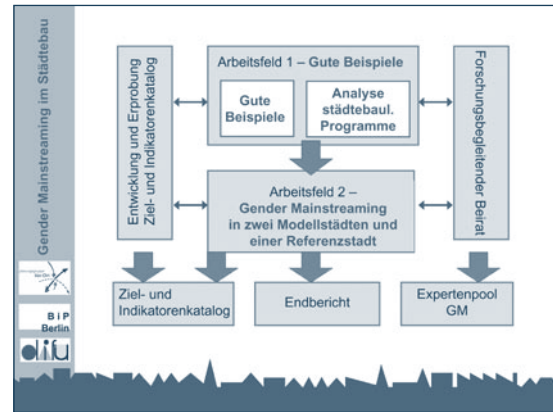 Gender Mainstreaming im Städtebau
Entwicklung und Erprobung
Ziel- und Indikatorenkatalog
Arbeitsfeld 1 – Gute Beispiele
Gute
Beispiele
Analyse
städtebaul.
Programme
Forschungsbegleitender Beirat
Arbeitsfeld 2 –
Gender Mainstreaming
in zwei Modellstädten und
einer Referenzstadt
Ziel- und
Indikatorenkatalog
Endbericht
Expertenpool
GM
B i P
Berlin
difu